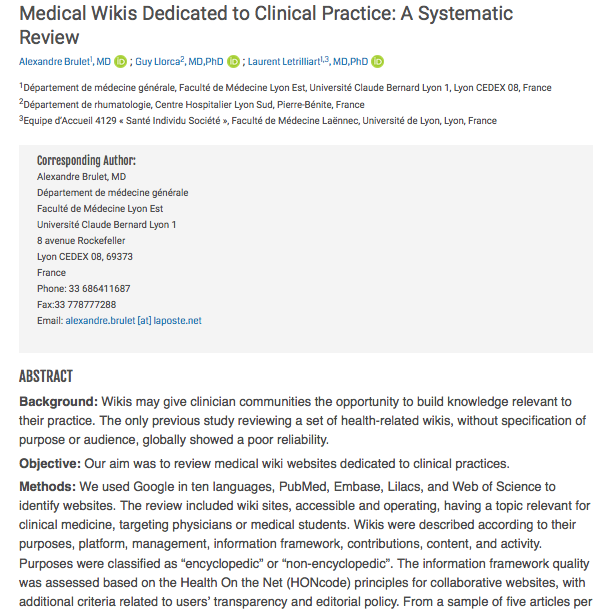 Medical Wikis Dedicated to Clinical Practice: A Systematic
Review
Alexandre Brulet1, MD iD ; Guy Llorca2, MD,PhD iD ; Laurent Letrilliart1,3, MD,PhD iD
1Département de médecine générale, Faculté de Médecine Lyon Est, Université Claude Bernard Lyon 1, Lyon CEDEX 08, France
2Département de rhumatologie, Centre Hospitalier Lyon Sud, Pierre-Bénite, France
3Equipe d'Accueil 4129 « Santé Individu Société », Faculté de Médecine Laënnec, Université de Lyon, Lyon, France
Corresponding Author:
Alexandre Brulet, MD
Département de médecine générale
Faculté de Médecine Lyon Est
Université Claude Bernard Lyon 1
8 avenue Rockefeller
Lyon CEDEX 08, 69373
France
Phone: 33 686411687
Fax:33 778777288
Email: alexandre.brulet [at] laposte.net
ABSTRACT
Background: Wikis may give clinician communities the opportunity to build knowledge relevant to
their practice. The only previous study reviewing a set of health-related wikis, without specification of
purpose or audience, globally showed a poor reliability.
Objective: Our aim was to review medical wiki websites dedicated to clinical practices.
Methods: We used Google in ten languages, PubMed, Embase, Lilacs, and Web of Science to
identify websites. The review included wiki sites, accessible and operating, having a topic relevant for
clinical medicine, targeting physicians or medical students. Wikis were described according to their
purposes, platform, management, information framework, contributions, content, and activity.
Purposes were classified as “encyclopedic” or “non-encyclopedic”. The information framework quality
was assessed based on the Health On the Net (HONcode) principles for collaborative websites, with
additional criteria related to users’ transparency and editorial policy. From a sample of five articles per